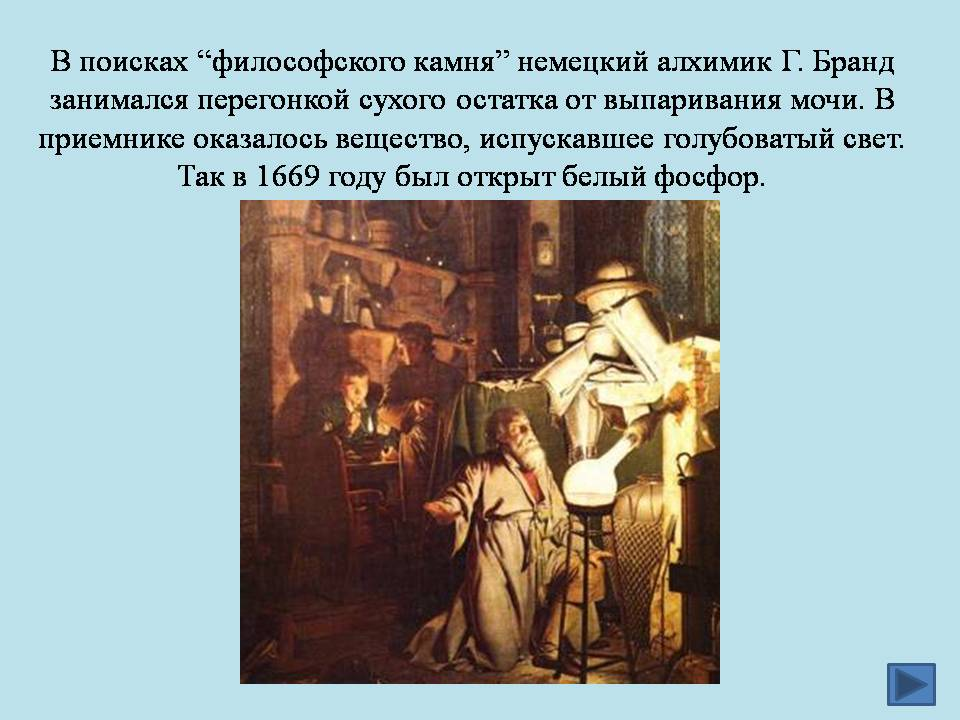 В поисках “философского камня” немецкий алхимик Г. Бранд
занимался перегонкой сухого остатка от выпаривания мочи. В
приемнике оказалось вещество, испускавшее голубоватый свет.
Так в 1669 году был открыт белый фосфор.